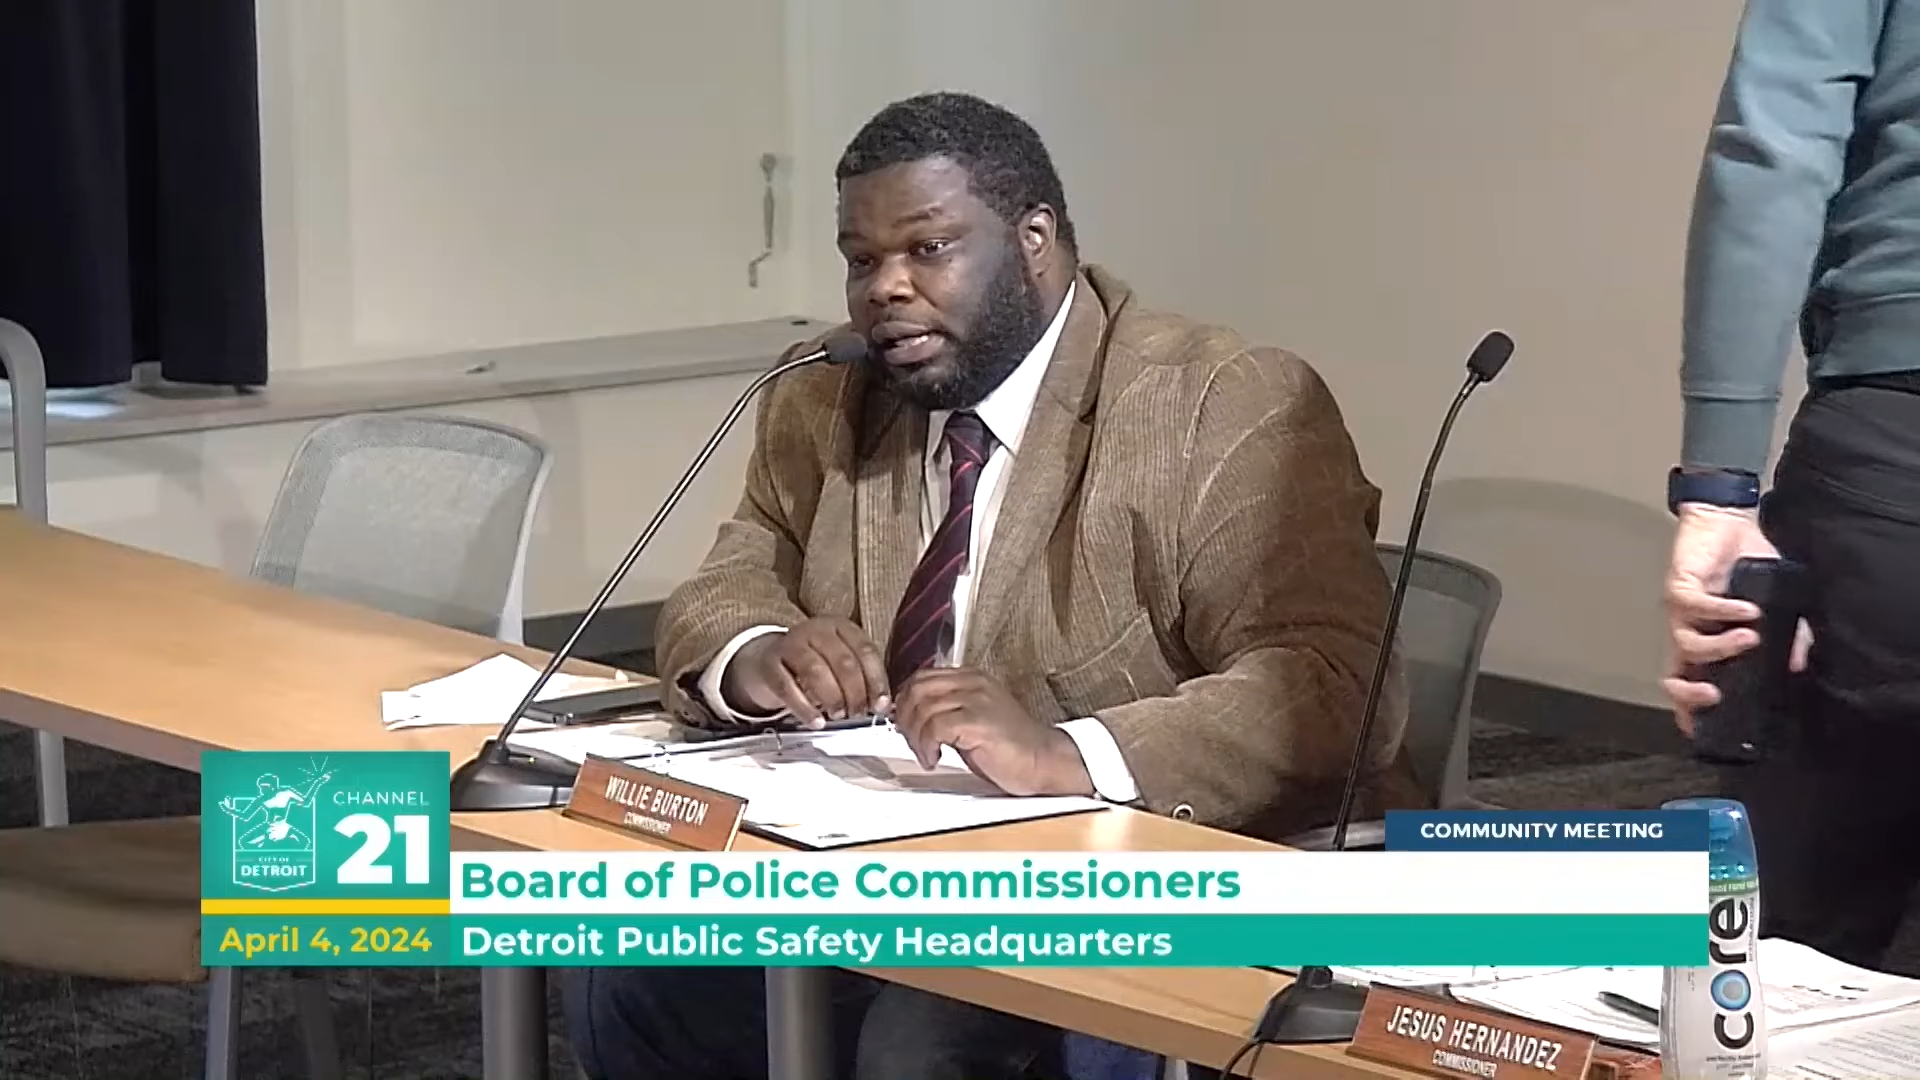 WILLIE BURTON
COMMISSIONER
CITY OF
DETROIT
CHANNEL
21
April 4, 2024
COMMUNITY MEETING
Board of Police Commissioners
Detroit Public Safety Headquarters
core
JESUS HERNANDEZ
COMMISSIONER